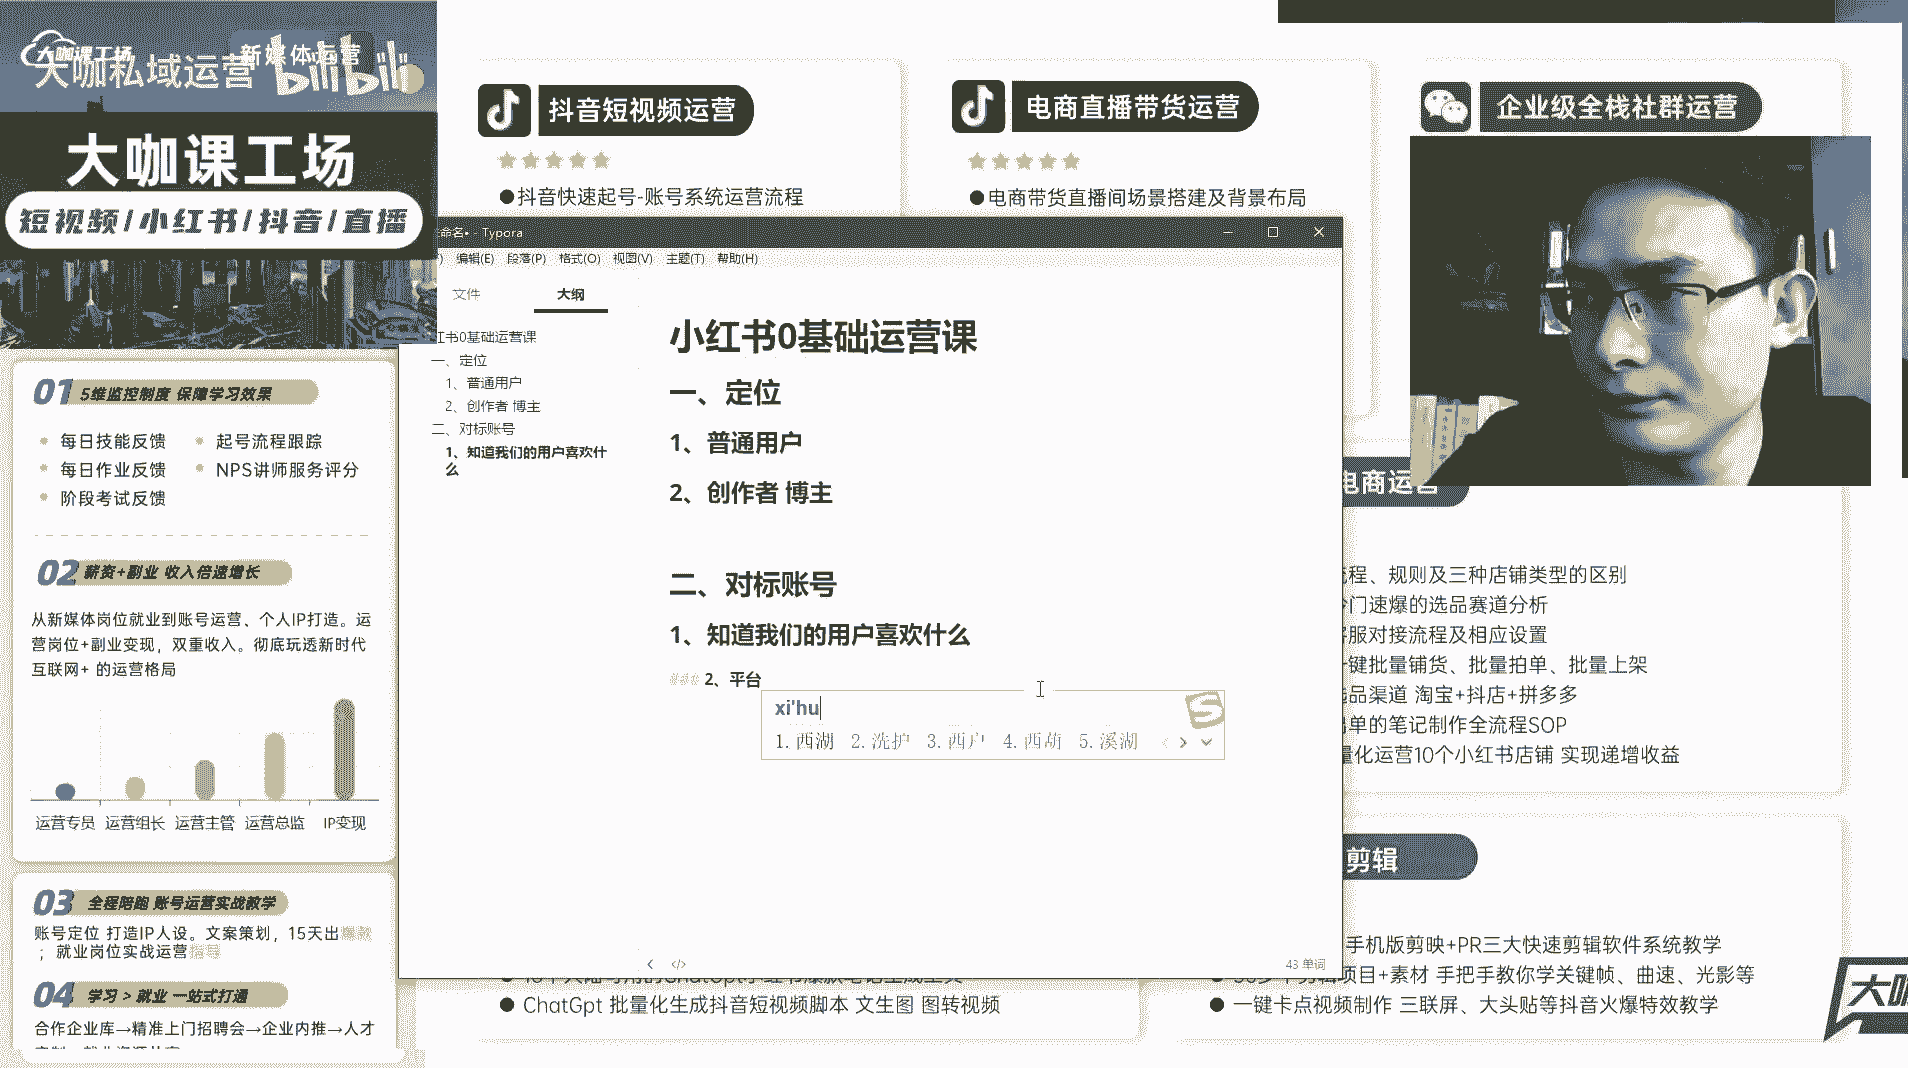 大咖课工场
新媒体运营
大咖私域运营
bilibili
大咖课工场
短视频/小红书/抖音/直播
01 5维监控制度 保障学习效果
每日技能反馈
起号流程跟踪
每日作业反馈
NPS讲师服务评分
阶段考试反馈
02 薪资+副业 收入倍速增长
从新媒体岗位就业到账号运营、个人IP打造。运
营岗位+副业变现，双重收入。彻底玩透新时代
互联网+ 的运营格局
运营专员 运营组长 运营主管 运营总监 IP变现
03 全程陪跑 账号运营实战教学
账号定位 打造IP人设。文案策划，15天出爆款
；就业岗位实战运营指导
04 学习 > 就业 一站式打通
合作企业库→精准上门招聘会→企业内推→人才
抖音短视频运营
●抖音快速起号-账号系统运营流程
电商直播带货运营
●电商带货直播间场景搭建及背景布局
企业级全栈社群运营
命名• - Typora
编辑(E) 段落(P) 格式(O) 视图(V) 主题(T) 帮助(H)
文件 大纲
红书0基础运营课
一、定位
1、普通用户
2、创作者 博主
二、对标账号
1、知道我们的用户喜欢什
么
小红书0基础运营课
一、定位
1、普通用户
2、创作者 博主
二、对标账号
1、知道我们的用户喜欢什么
### 2、平台
xi'hu
1.西湖 2.洗护 3.西户 4.西葫 5.溪湖
43 单词
电商运营
流程、规则及三种店铺类型的区别
冷门速爆的选品赛道分析
客服对接流程及相应设置
一键批量铺货、批量拍单、批量上架
选品渠道 淘宝+抖店+拼多多
出单的笔记制作全流程SOP
量化运营10个小红书店铺 实现递增收益
剪辑
手机版剪映+PR三大快速剪辑软件系统教学
项目+素材 手把手教你学关键帧、曲速、光影等
● 一键卡点视频制作 三联屏、大头贴等抖音火爆特效教学
● ChatGpt 批量化生成抖音短视频脚本 文生图 图转视频
大咖